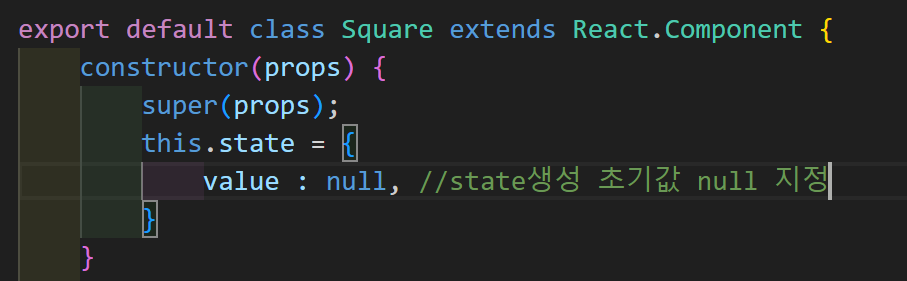 export default class Square extends React.Component {
constructor(props) {
super(props);
this.state = {
value : null, //state생성 초기값 null 지정
}
}